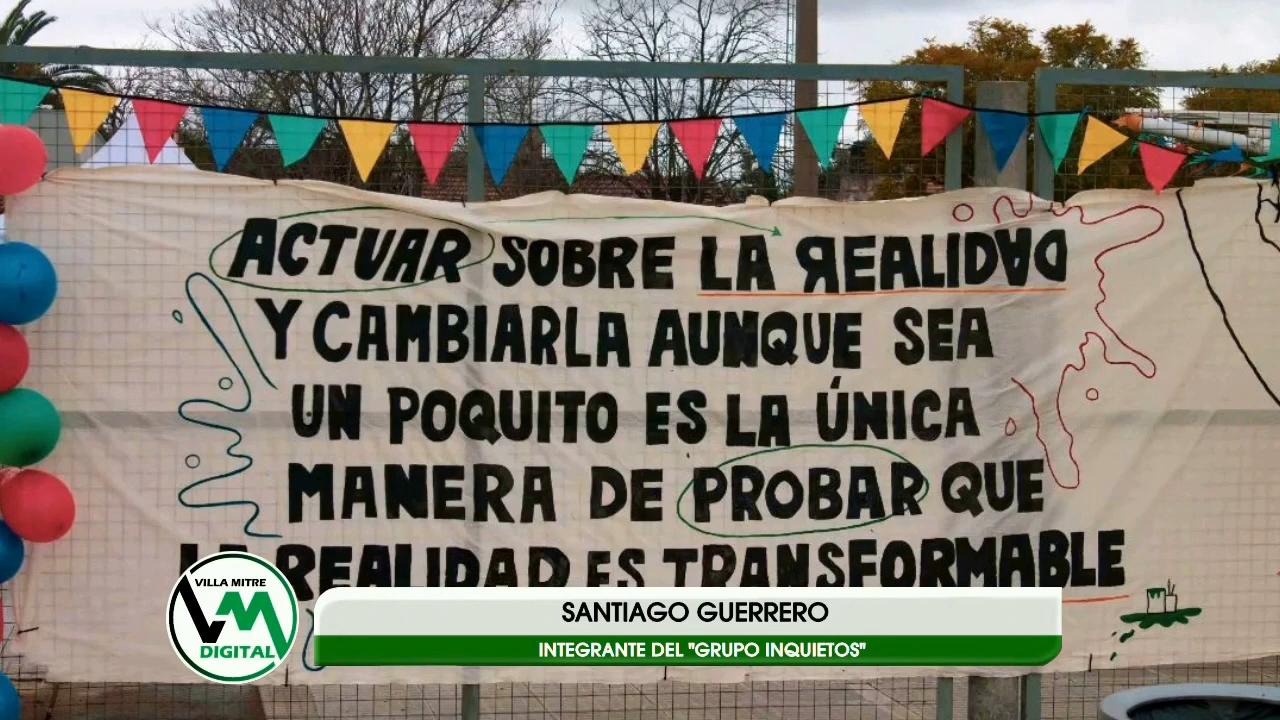 ACTUAR SOBRE LA REALIDAD
Y CAMBIARLA AUNQUE SEA
UN POQUITO ES LA ÚNICA
MANERA DE PROBAR QUE
LA REALIDAD ES TRANSFORMABLE
VILLA MITRE
VM
DIGITAL
SANTIAGO GUERRERO
INTEGRANTE DEL "GRUPO INQUIETOS"